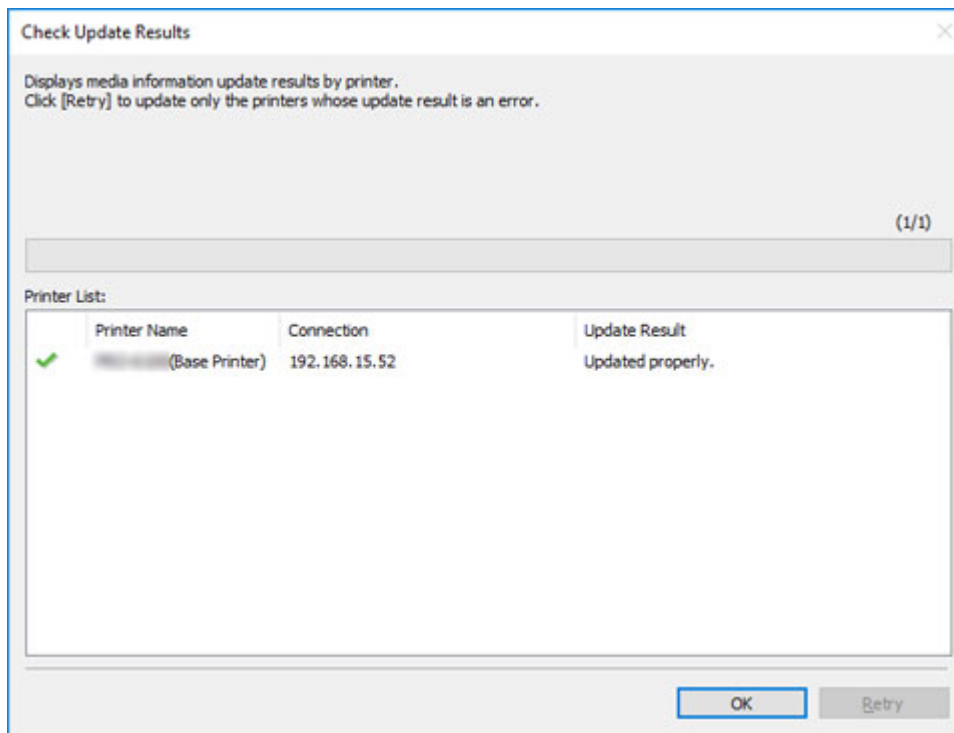 Check Update Results
Displays media information update results by printer.
Click [Retry] to update only the printers whose update result is an error.
(1/1)
Printer List:
Printer Name Connection Update Result
(Base Printer) 192.168.15.52 Updated properly.
OK Retry